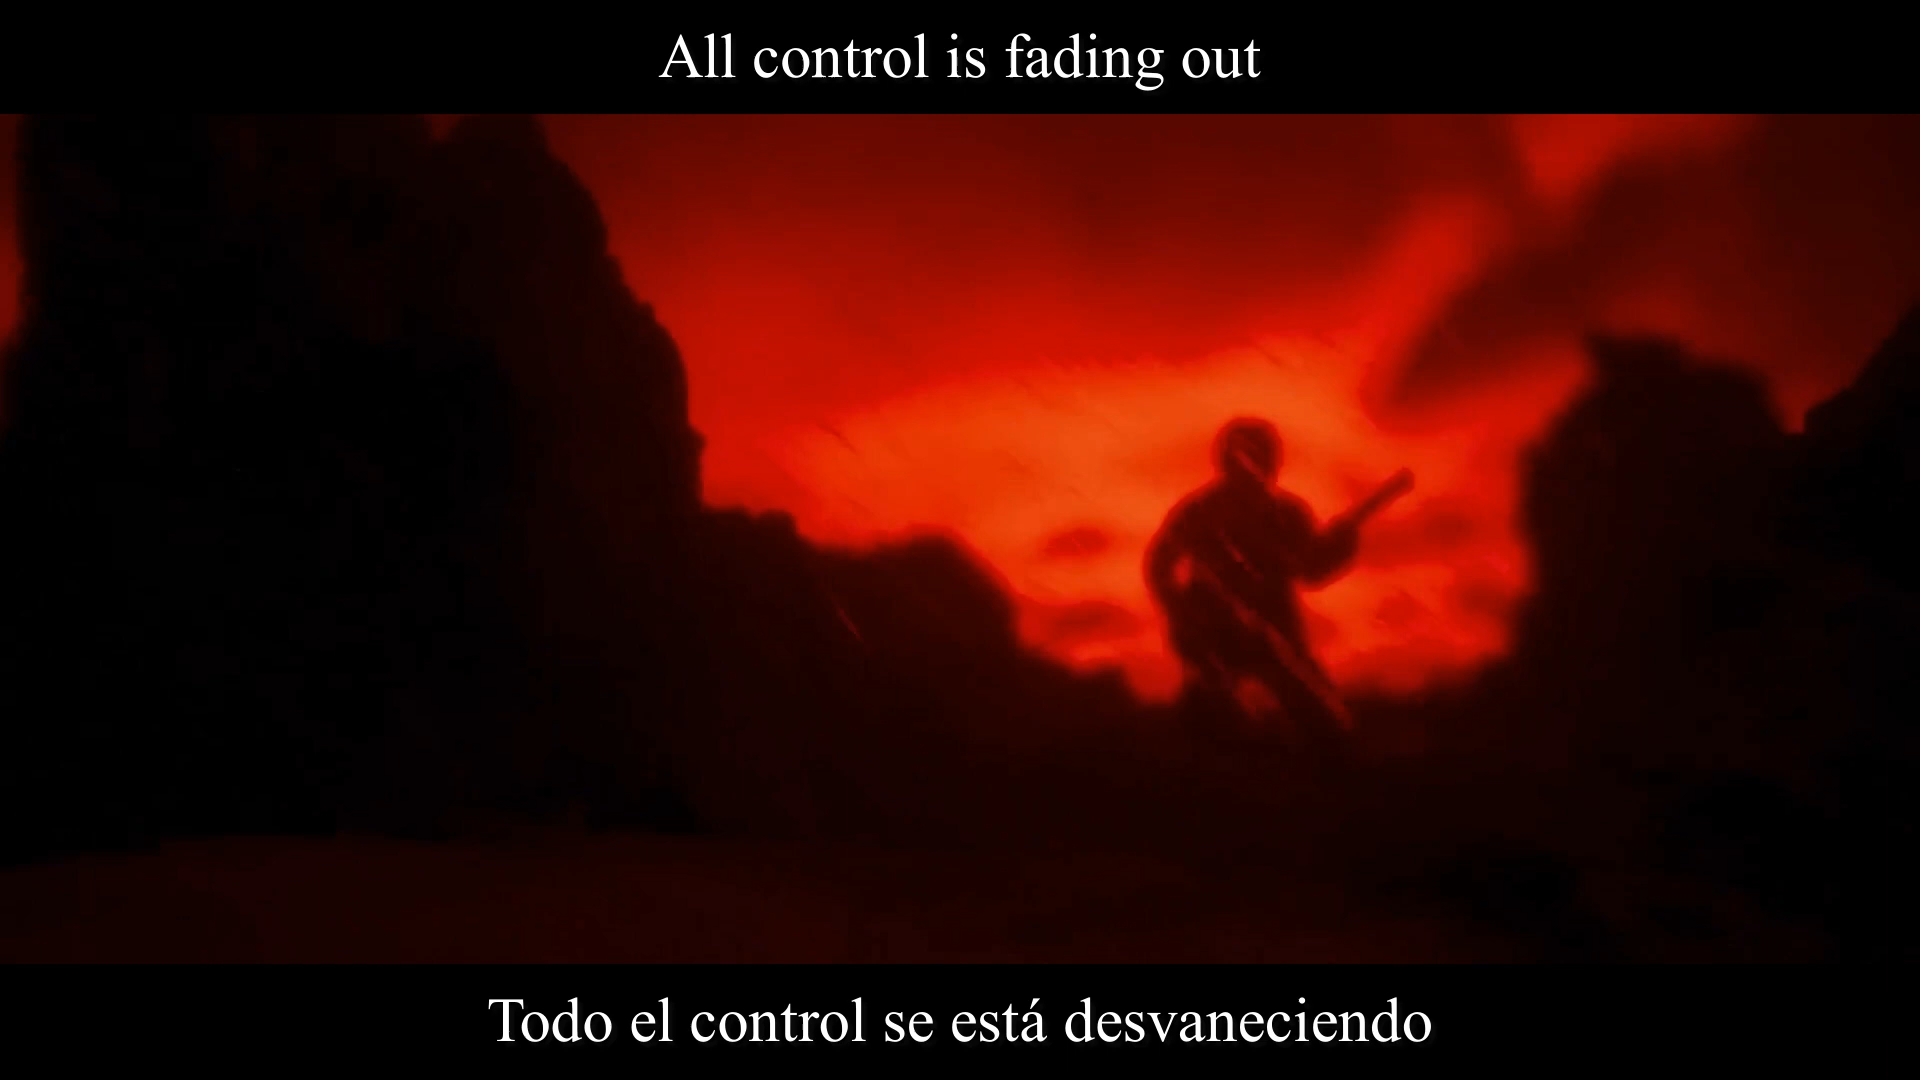 All control is fading out
Todo el control se está desvaneciendo